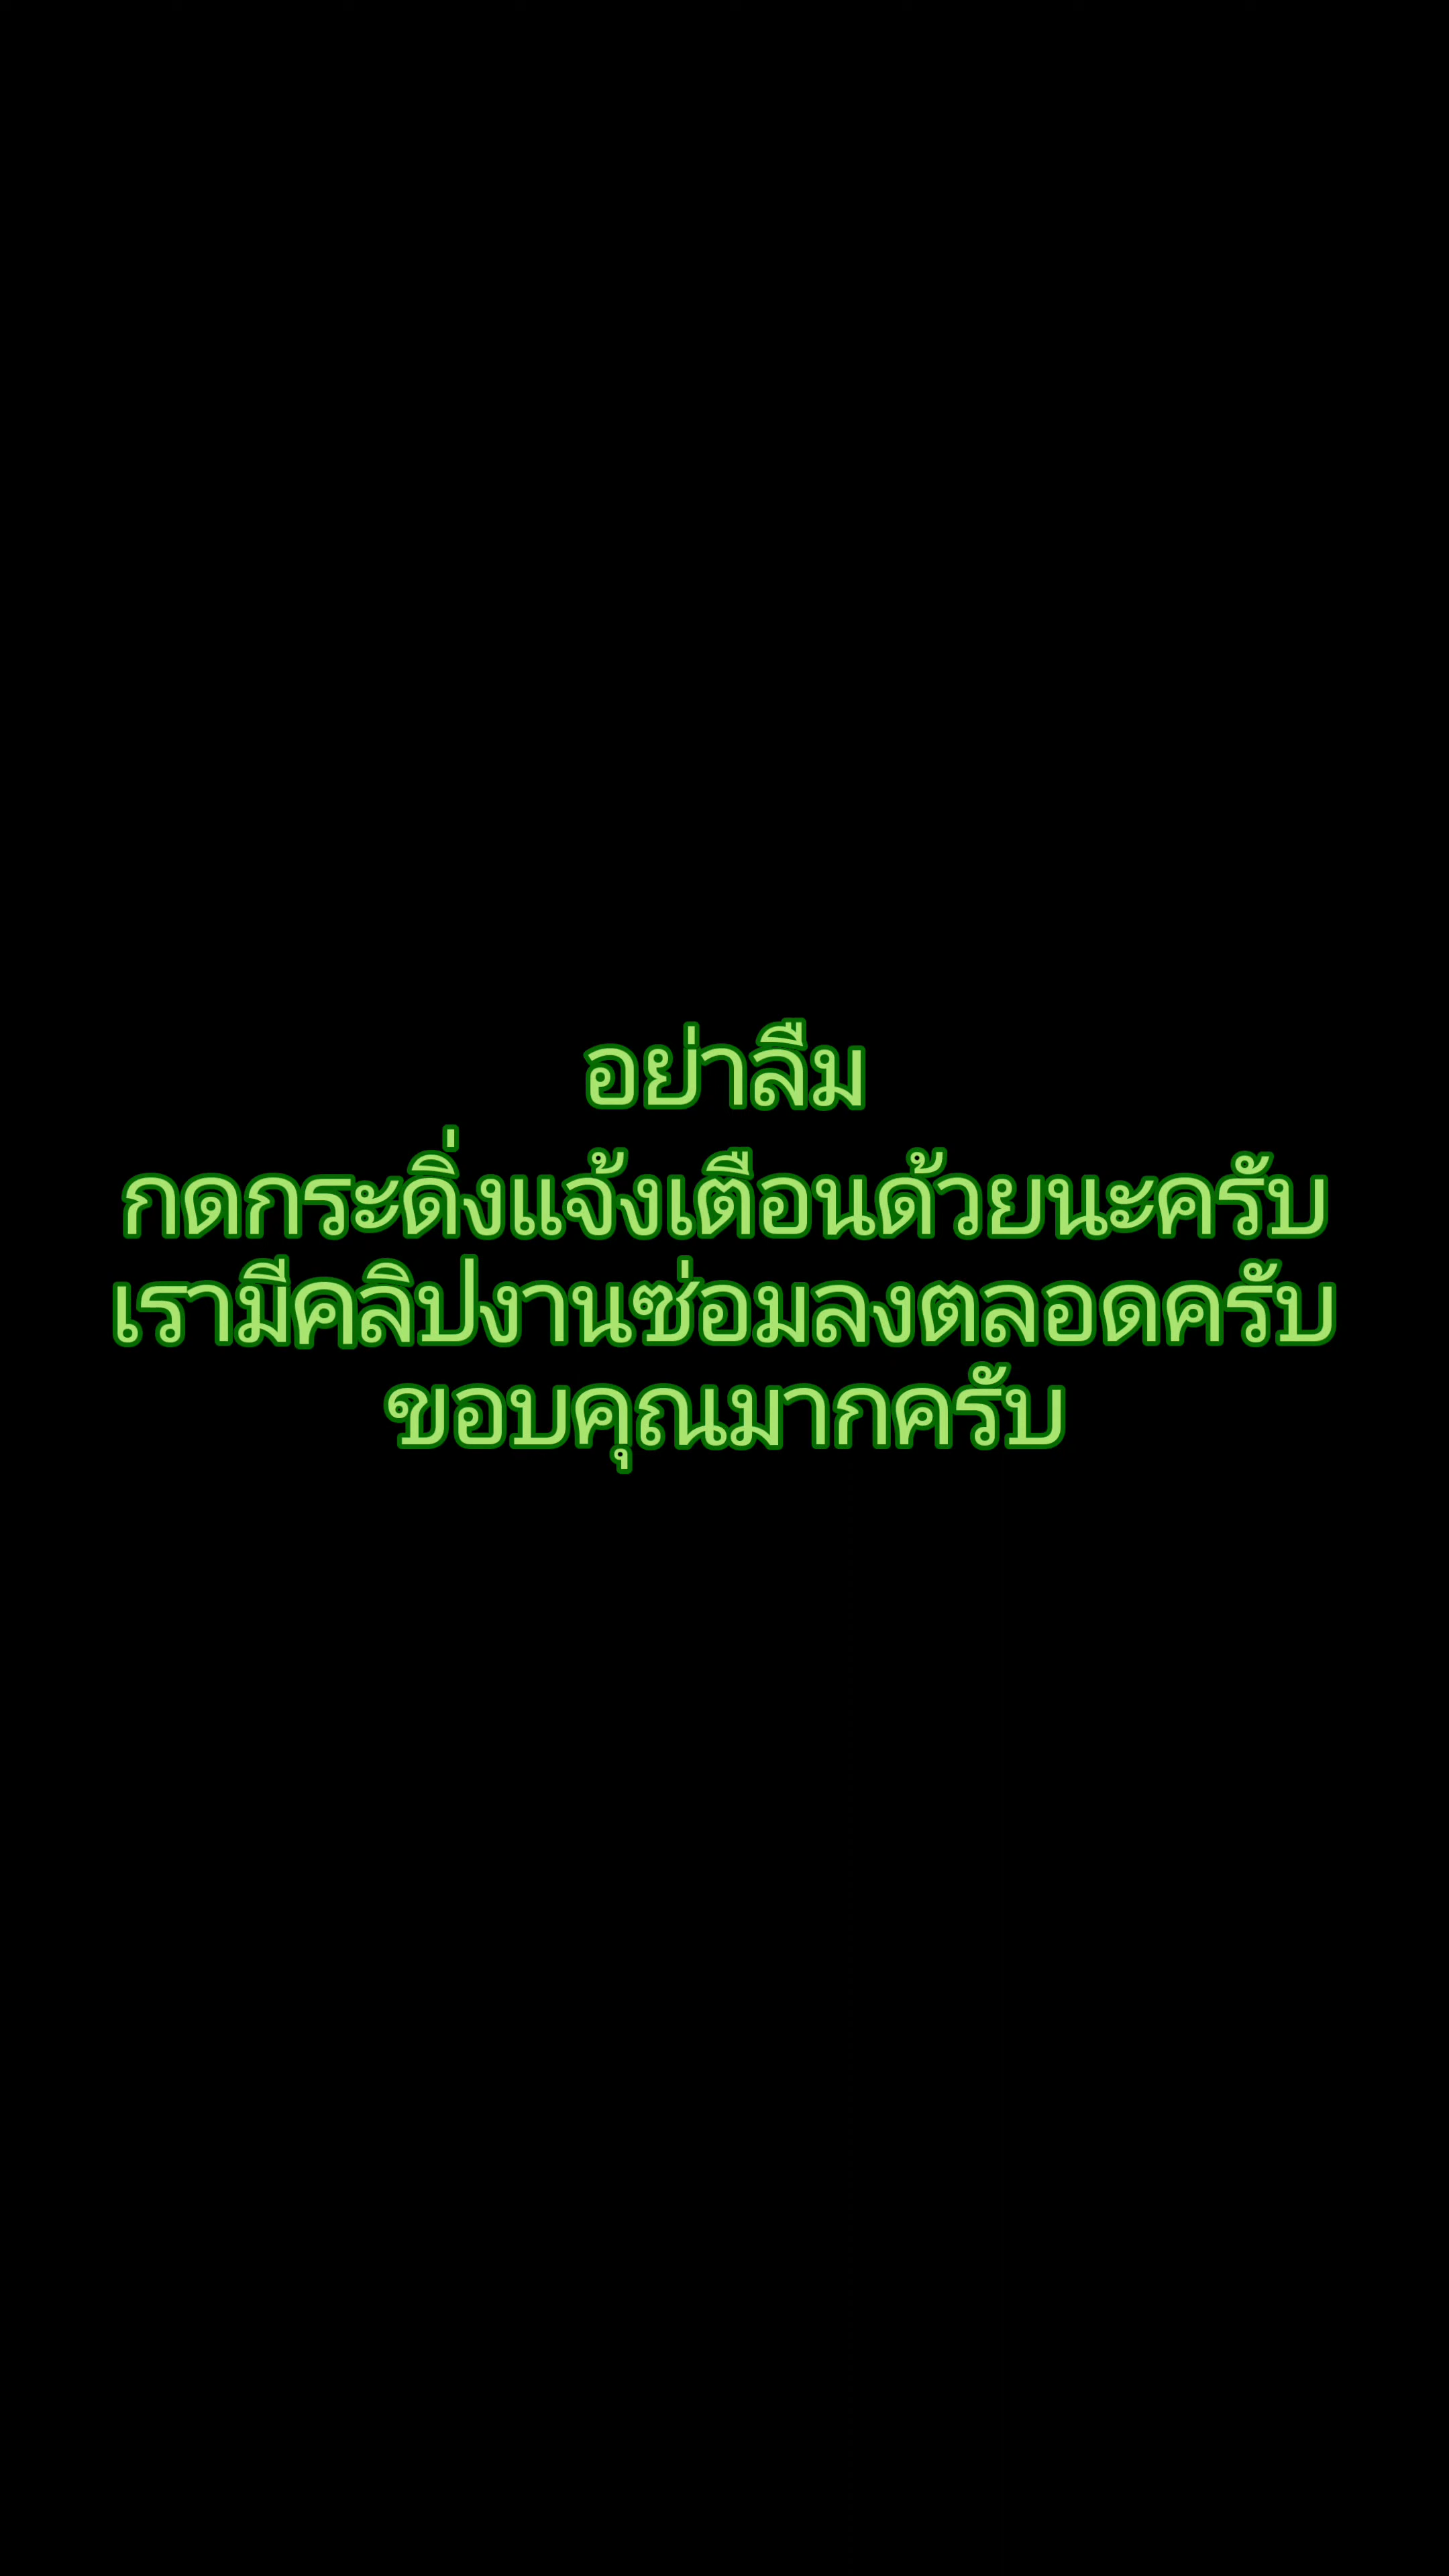 อย่าลืม
กดกระดิ่งแจ้งเตือนด้วยนะครับ
เรามีคลิปงานซ่อมลงตลอดครับ
ขอบคุณมากครับ